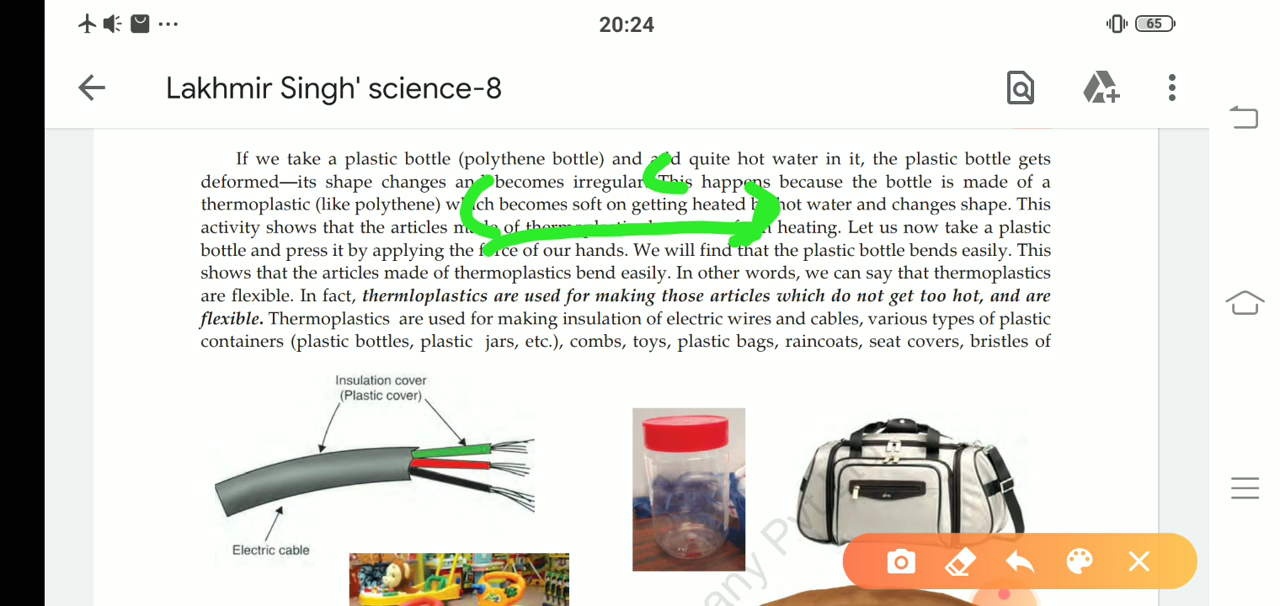 20:24
65
Lakhmir Singh' science-8
If we take a plastic bottle (polythene bottle) and add quite hot water in it, the plastic bottle gets
deformed—its shape changes and becomes irregular. This happens because the bottle is made of a
thermoplastic (like polythene) which becomes soft on getting heated by hot water and changes shape. This
activity shows that the articles made of heating. Let us now take a plastic
bottle and press it by applying the force of our hands. We will find that the plastic bottle bends easily. This
shows that the articles made of thermoplastics bend easily. In other words, we can say that thermoplastics
are flexible. In fact, thermloplastics are used for making those articles which do not get too hot, and are
flexible. Thermoplastics are used for making insulation of electric wires and cables, various types of plastic
containers (plastic bottles, plastic jars, etc.), combs, toys, plastic bags, raincoats, seat covers, bristles of
Insulation cover
(Plastic cover)
Electric cable